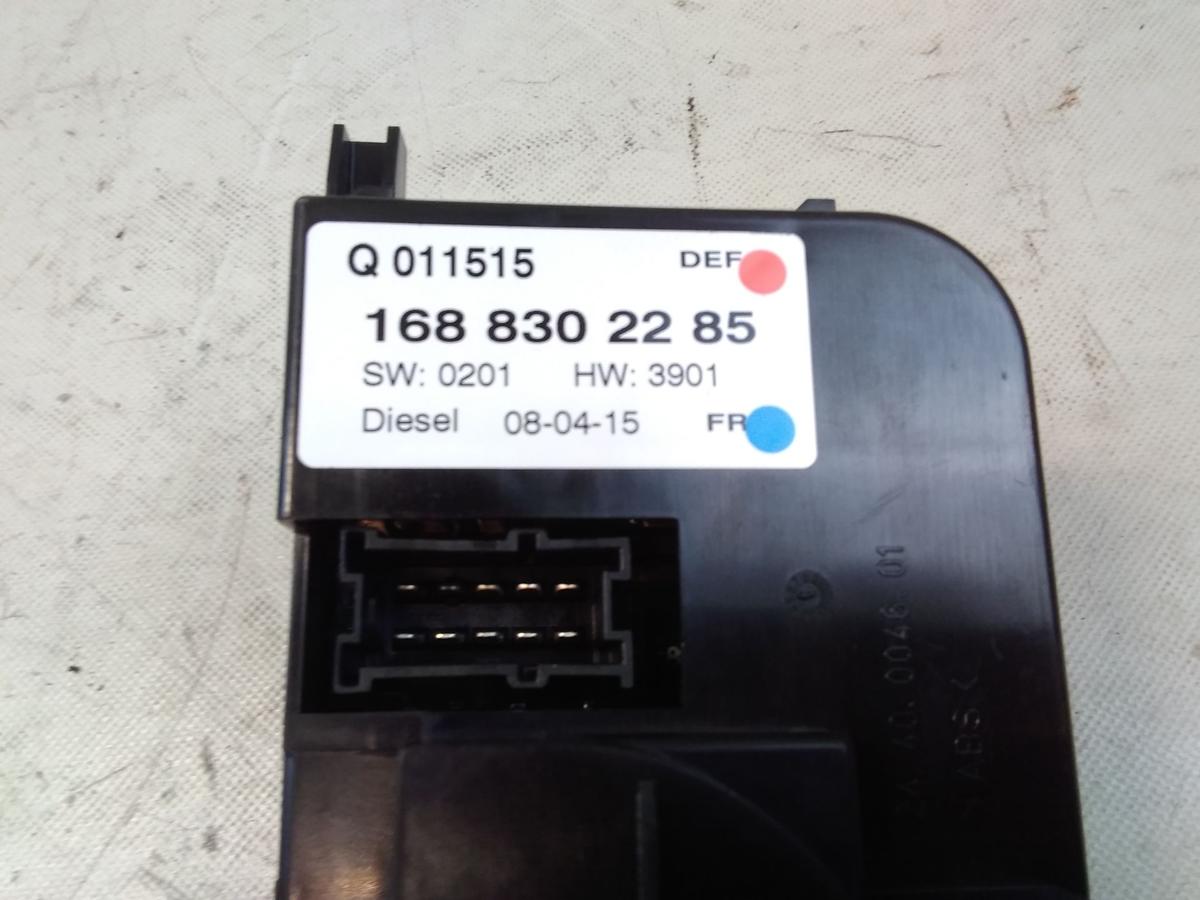 Q 011515 DEF
168 830 22 85
SW: 0201 HW: 3901
Diesel 08-04-15 FR